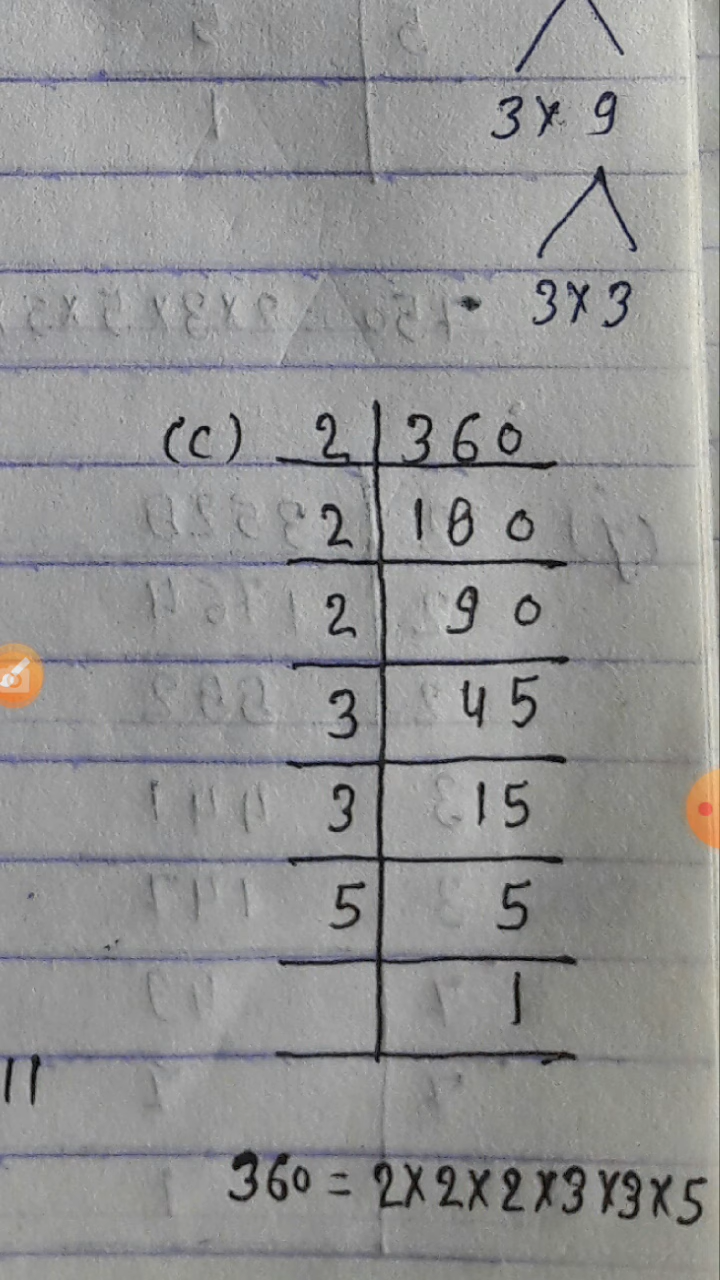 3 × 9
3 × 3
(c) 2 | 360
2 | 180
2 | 90
3 | 45
3 | 15
5 | 5
1
11
360 = 2×2×2×3×3×5